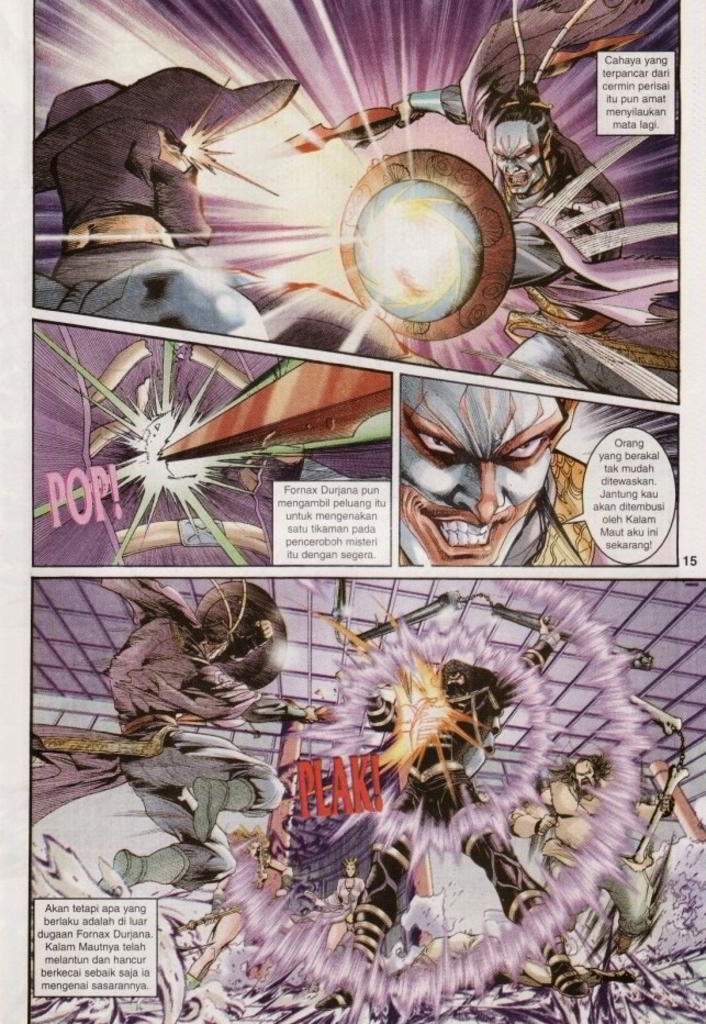 Cahaya yang
terpancar dari
cermin perisai
itu pun amat
menyilaukan
mata lagi.
POP!
Fornax Durjana pun
mengambil peluang itu
untuk mengenakan
satu tikaman pada
penceroboh misteri
itu dengan segera.
Orang
yang berakal
tak mudah
ditewaskan.
Jantung kau
akan ditembusi
oleh Kalam
Maut aku ini
sekarang!
15
PLAK!
Akan tetapi apa yang
berlaku adalah di luar
dugaan Fornax Durjana.
Kalam Mautnya telah
melantun dan hancur
berkecai sebaik saja ia
mengenai sasarannya.